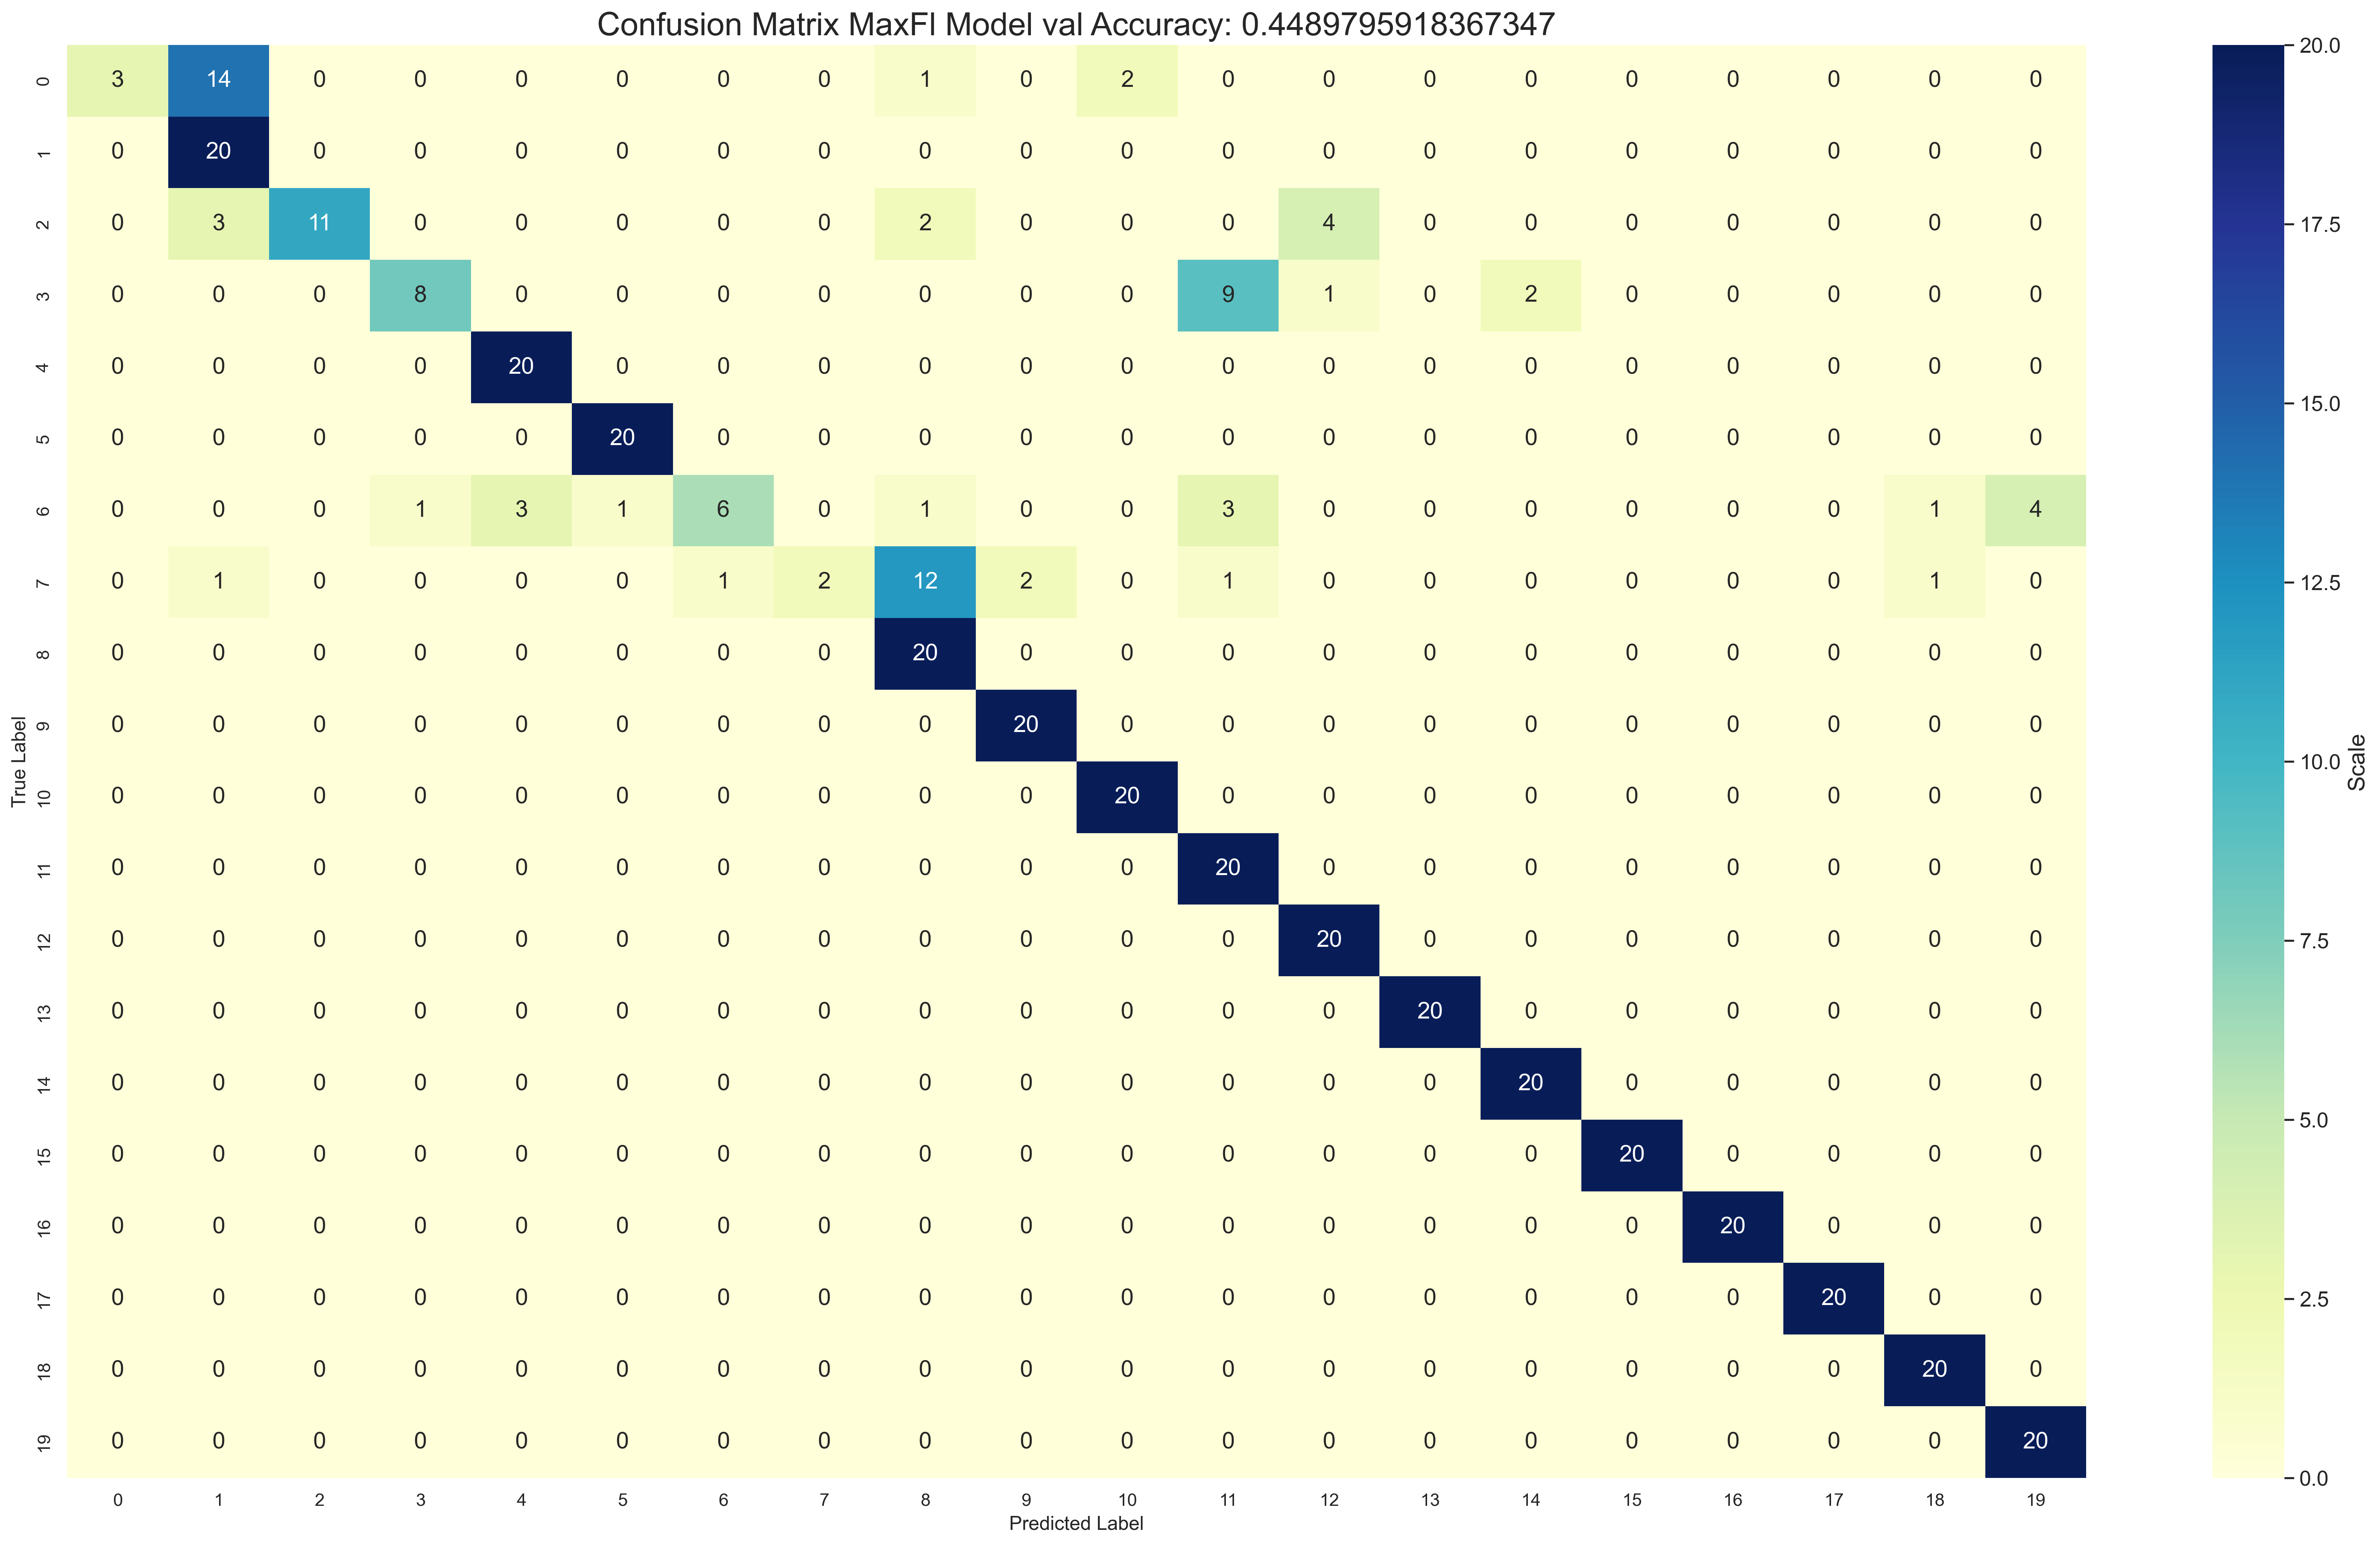 Confusion Matrix MaxFl Model val Accuracy: 0.4489795918367347
0 3 14 0 0 0 0 0 0 1 0 2 0 0 0 0 0 0 0 0 0
1 0 20 0 0 0 0 0 0 0 0 0 0 0 0 0 0 0 0 0 0
2 0 3 11 0 0 0 0 0 2 0 0 0 4 0 0 0 0 0 0 0
3 0 0 0 8 0 0 0 0 0 0 0 9 1 0 2 0 0 0 0 0
4 0 0 0 0 20 0 0 0 0 0 0 0 0 0 0 0 0 0 0 0
5 0 0 0 0 0 20 0 0 0 0 0 0 0 0 0 0 0 0 0 0
6 0 0 0 1 3 1 6 0 1 0 0 3 0 0 0 0 0 0 1 4
7 0 1 0 0 0 0 1 2 12 2 0 1 0 0 0 0 0 0 1 0
8 0 0 0 0 0 0 0 0 20 0 0 0 0 0 0 0 0 0 0 0
9 0 0 0 0 0 0 0 0 0 20 0 0 0 0 0 0 0 0 0 0
10 0 0 0 0 0 0 0 0 0 0 20 0 0 0 0 0 0 0 0 0
11 0 0 0 0 0 0 0 0 0 0 0 20 0 0 0 0 0 0 0 0
12 0 0 0 0 0 0 0 0 0 0 0 0 20 0 0 0 0 0 0 0
13 0 0 0 0 0 0 0 0 0 0 0 0 0 20 0 0 0 0 0 0
14 0 0 0 0 0 0 0 0 0 0 0 0 0 0 20 0 0 0 0 0
15 0 0 0 0 0 0 0 0 0 0 0 0 0 0 0 20 0 0 0 0
16 0 0 0 0 0 0 0 0 0 0 0 0 0 0 0 0 20 0 0 0
17 0 0 0 0 0 0 0 0 0 0 0 0 0 0 0 0 0 20 0 0
18 0 0 0 0 0 0 0 0 0 0 0 0 0 0 0 0 0 0 20 0
19 0 0 0 0 0 0 0 0 0 0 0 0 0 0 0 0 0 0 0 20
0 1 2 3 4 5 6 7 8 9 10 11 12 13 14 15 16 17 18 19
Predicted Label
True Label
20.0
17.5
15.0
12.5
10.0
7.5
5.0
2.5
0.0
Scale